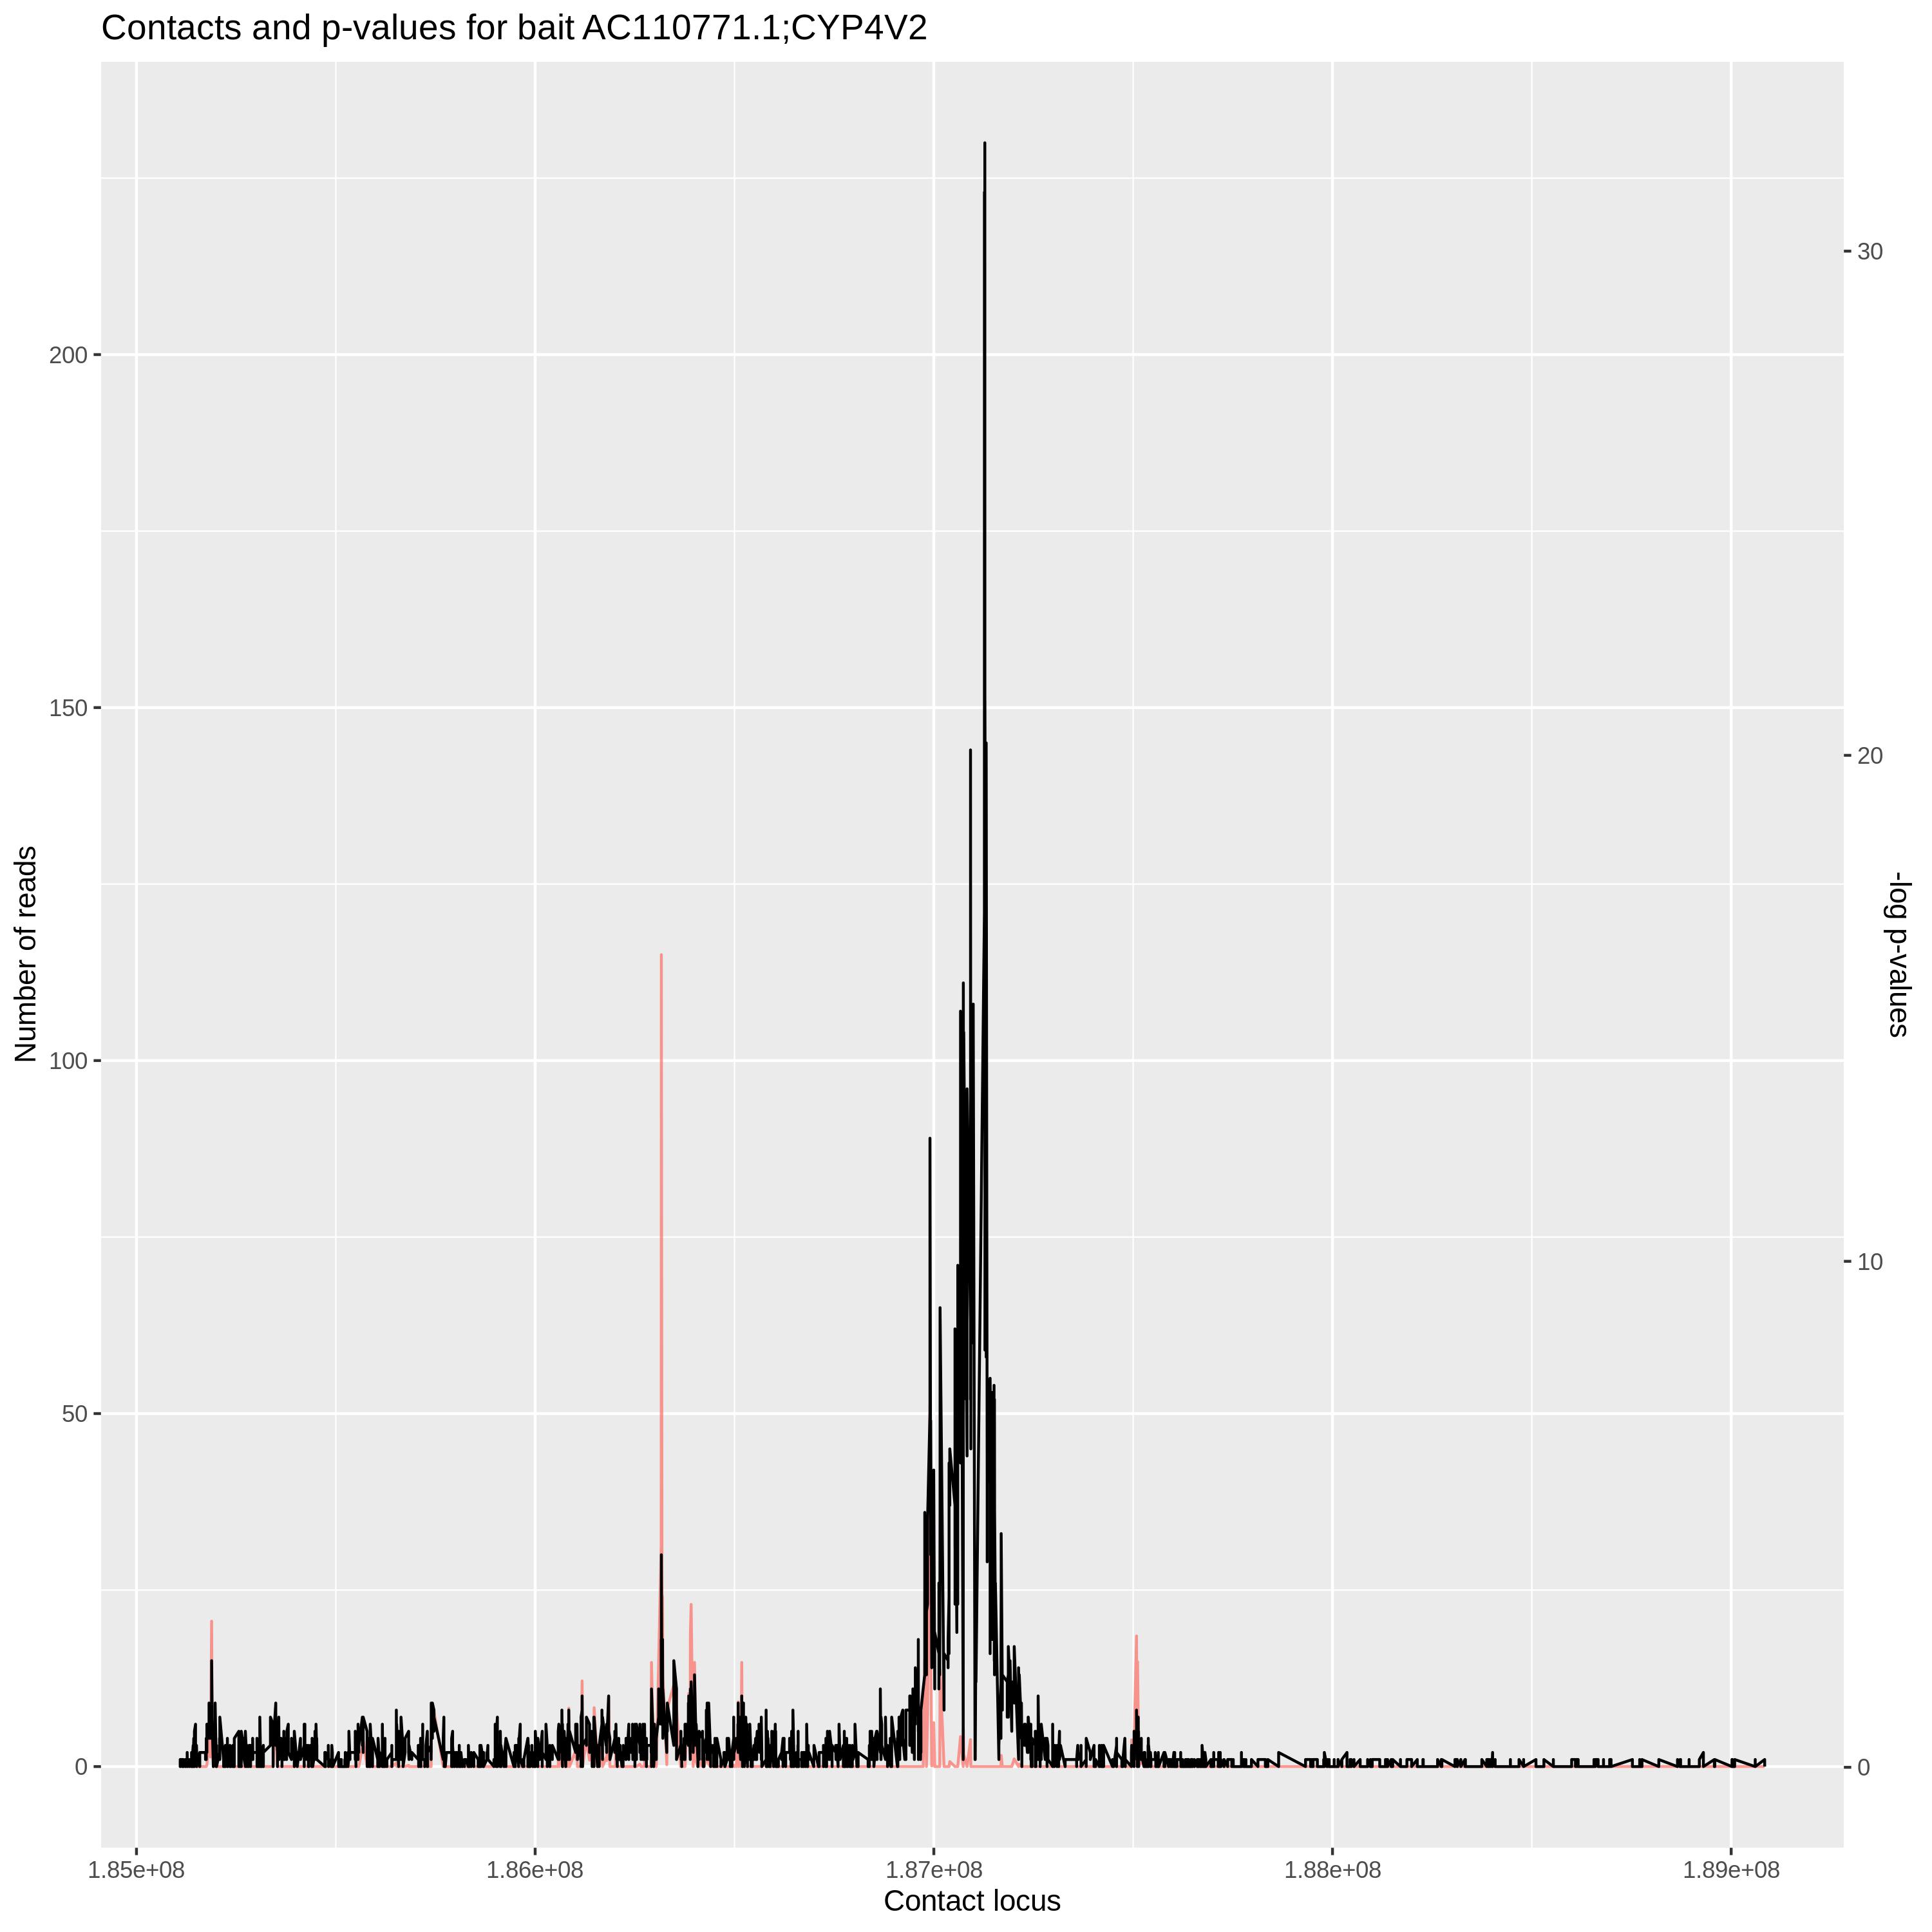 Contacts and p-values for bait AC110771.1;CYP4V2
200
150
100
50
0
30
20
10
0
Number of reads
-log p-values
1.85e+08
1.86e+08
1.87e+08
1.88e+08
1.89e+08
Contact locus